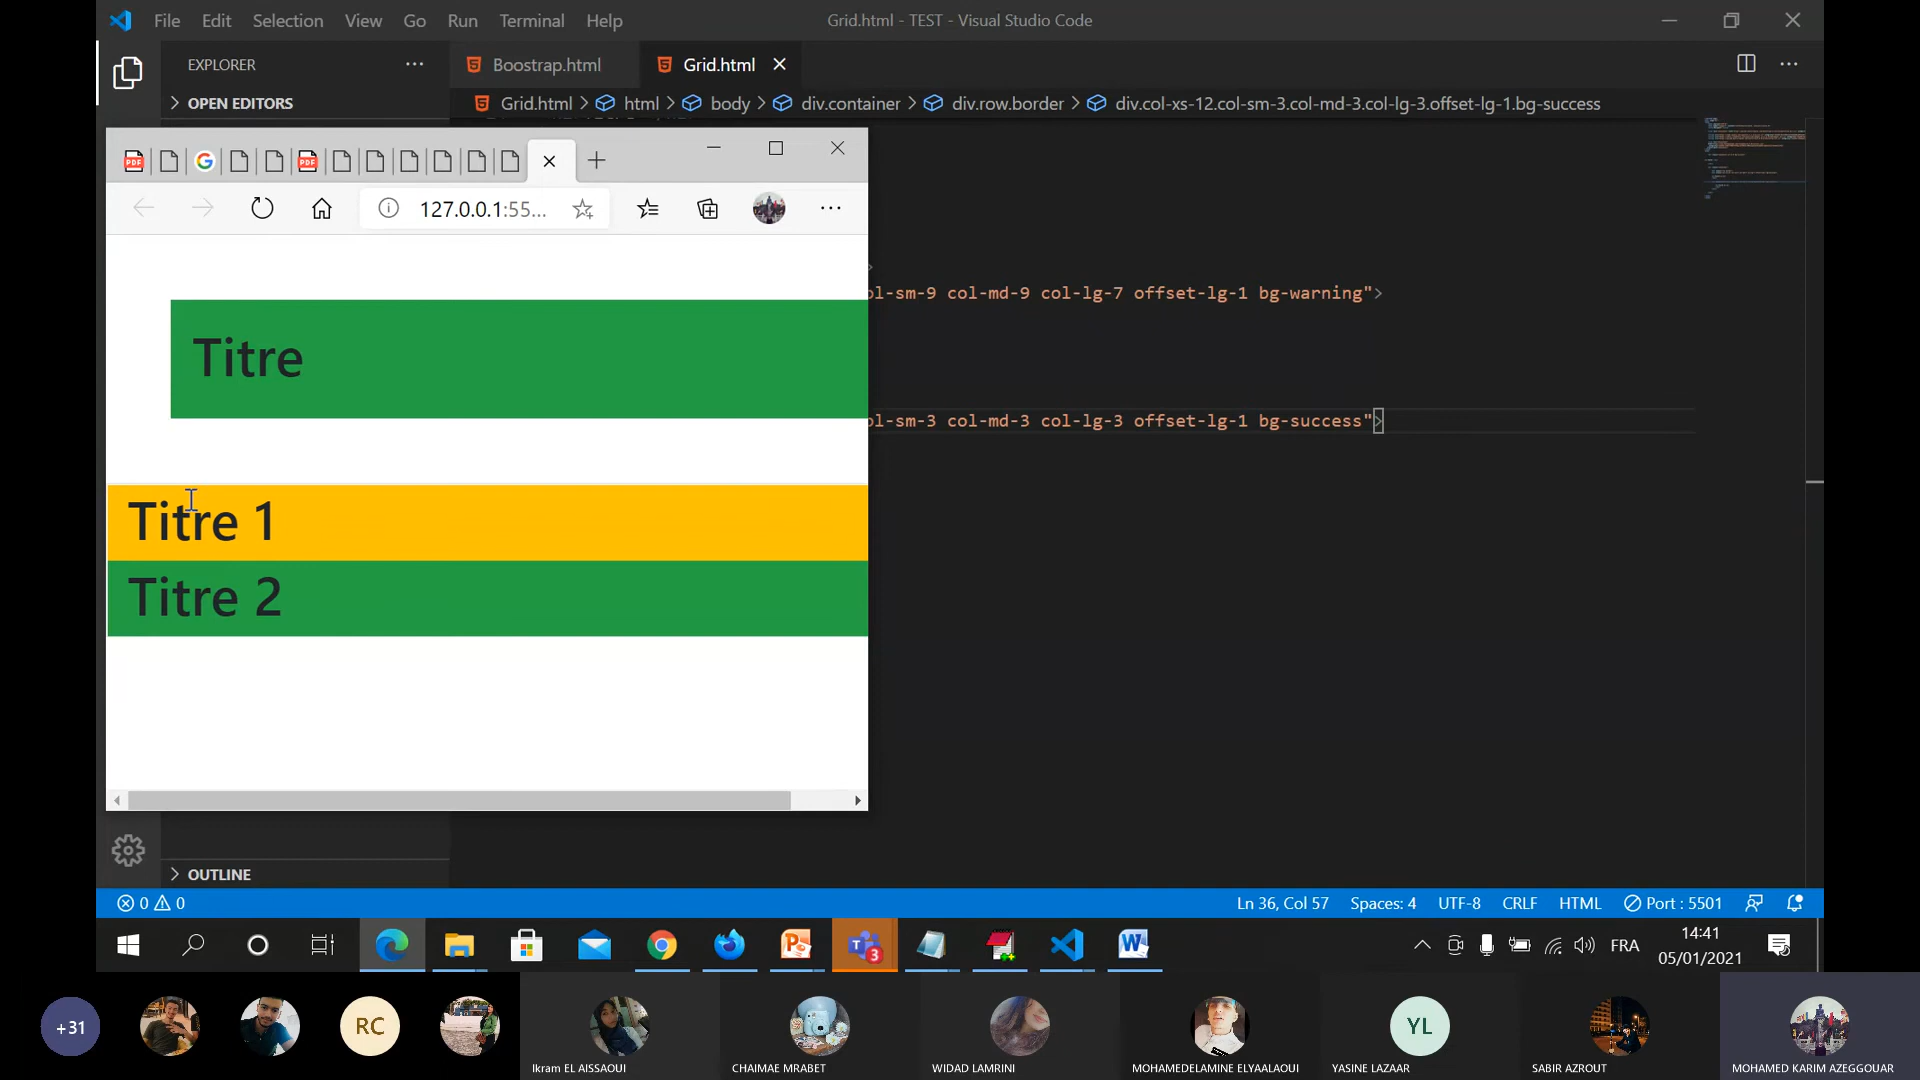 File Edit Selection View Go Run Terminal Help
Grid.html - TEST - Visual Studio Code
EXPLORER
Boostrap.html
Grid.html
OPEN EDITORS
Grid.html > html > body > div.container > div.row.border > div.col-xs-12.col-sm-3.col-md-3.col-lg-3.offset-lg-1.bg-success
PDF
G
PDF
127.0.0.1:55...
>
ol-sm-9 col-md-9 col-lg-7 offset-lg-1 bg-warning">
Titre
ol-sm-3 col-md-3 col-lg-3 offset-lg-1 bg-success">
Titre 1
Titre 2
OUTLINE
0 0
Ln 36, Col 57
Spaces: 4
UTF-8
CRLF
HTML
Port : 5501
3
FRA
14:41
05/01/2021
+31
RC
YL
Ikram EL AISSAOUI
CHAIMAE MRABET
WIDAD LAMRINI
MOHAMEDELAMINE ELYAALAOUI
YASINE LAZAAR
SABIR AZROUT
MOHAMED KARIM AZEGGOUAR